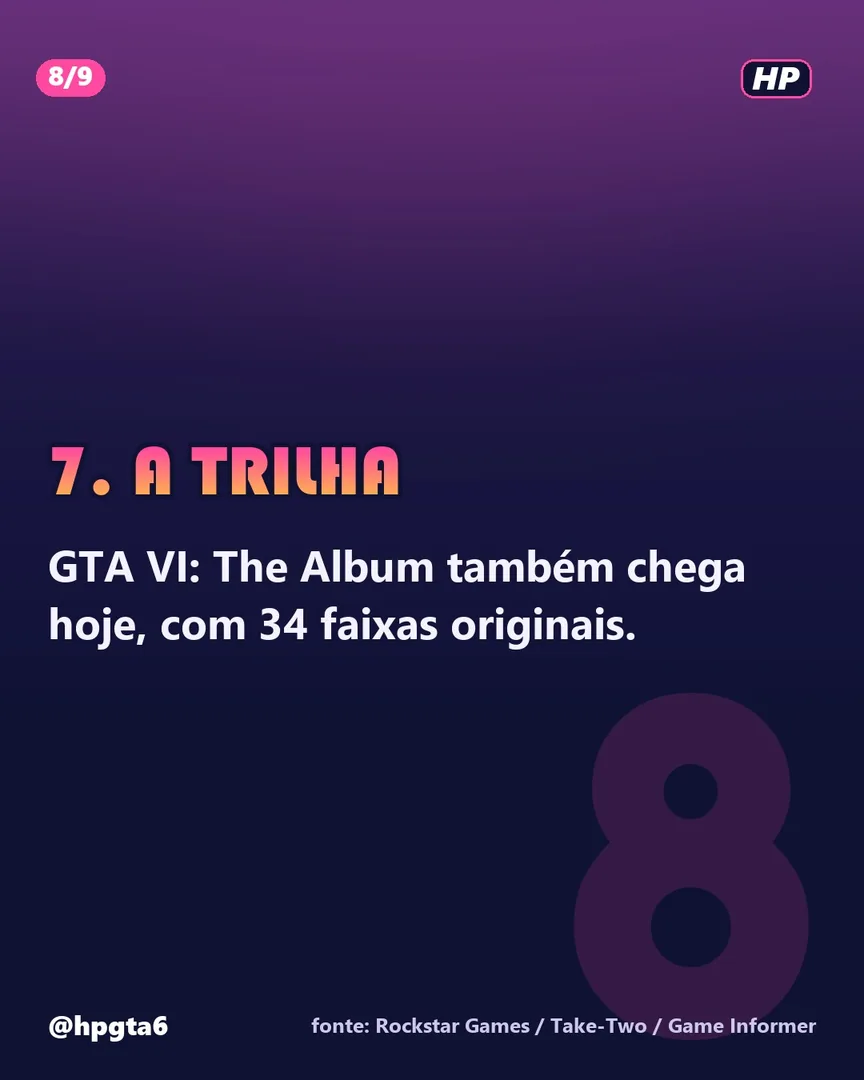 8/9
HP
7. A TRILHA
GTA VI: The Album também chega
hoje, com 34 faixas originais.
8
@hpgta6
fonte: Rockstar Games / Take-Two / Game Informer